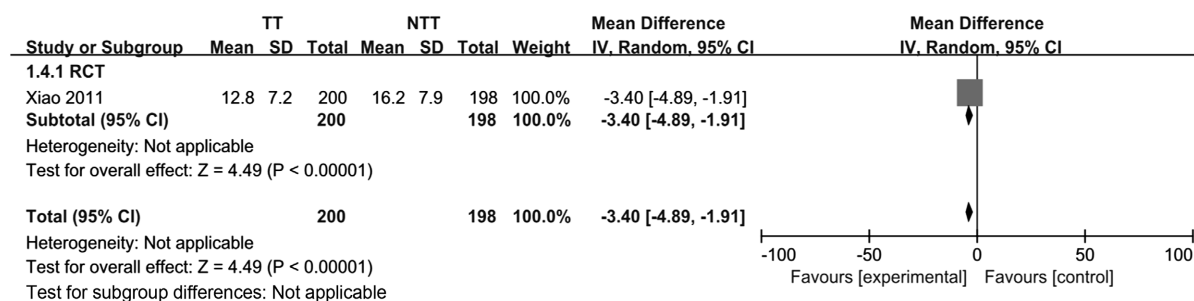 TT NTT Mean Difference Mean Difference
Study or Subgroup Mean SD Total Mean SD Total Weight IV, Random, 95% CI IV, Random, 95% CI
1.4.1 RCT
Xiao 2011 12.8 7.2 200 16.2 7.9 198 100.0% -3.40 [-4.89, -1.91]
Subtotal (95% CI) 200 198 100.0% -3.40 [-4.89, -1.91]
Heterogeneity: Not applicable
Test for overall effect: Z = 4.49 (P < 0.00001)
Total (95% CI) 200 198 100.0% -3.40 [-4.89, -1.91]
Heterogeneity: Not applicable
Test for overall effect: Z = 4.49 (P < 0.00001)
Test for subgroup differences: Not applicable
-100 -50 0 50 100
Favours [experimental] Favours [control]